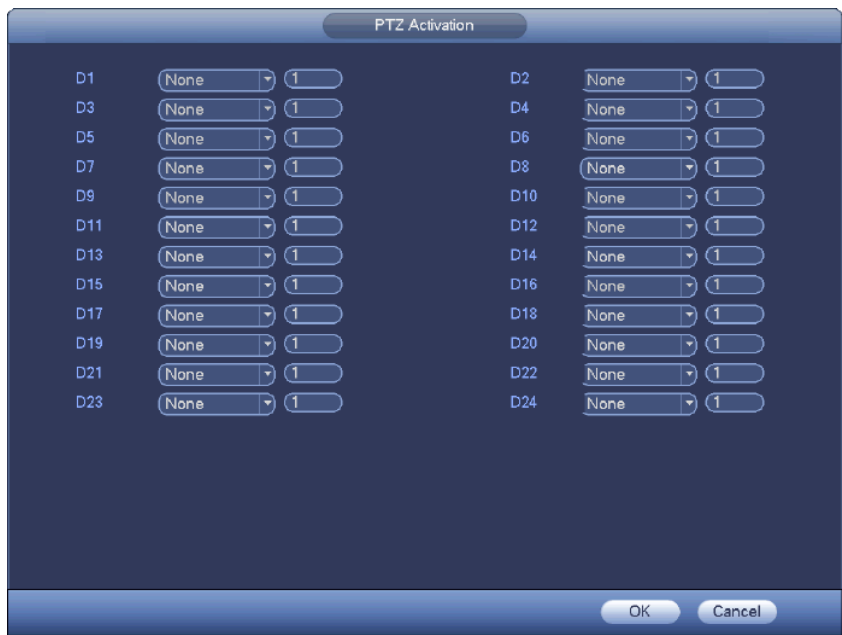 PTZ Activation
D1 None 1 D2 None 1
D3 None 1 D4 None 1
D5 None 1 D6 None 1
D7 None 1 D8 None 1
D9 None 1 D10 None 1
D11 None 1 D12 None 1
D13 None 1 D14 None 1
D15 None 1 D16 None 1
D17 None 1 D18 None 1
D19 None 1 D20 None 1
D21 None 1 D22 None 1
D23 None 1 D24 None 1
OK Cancel